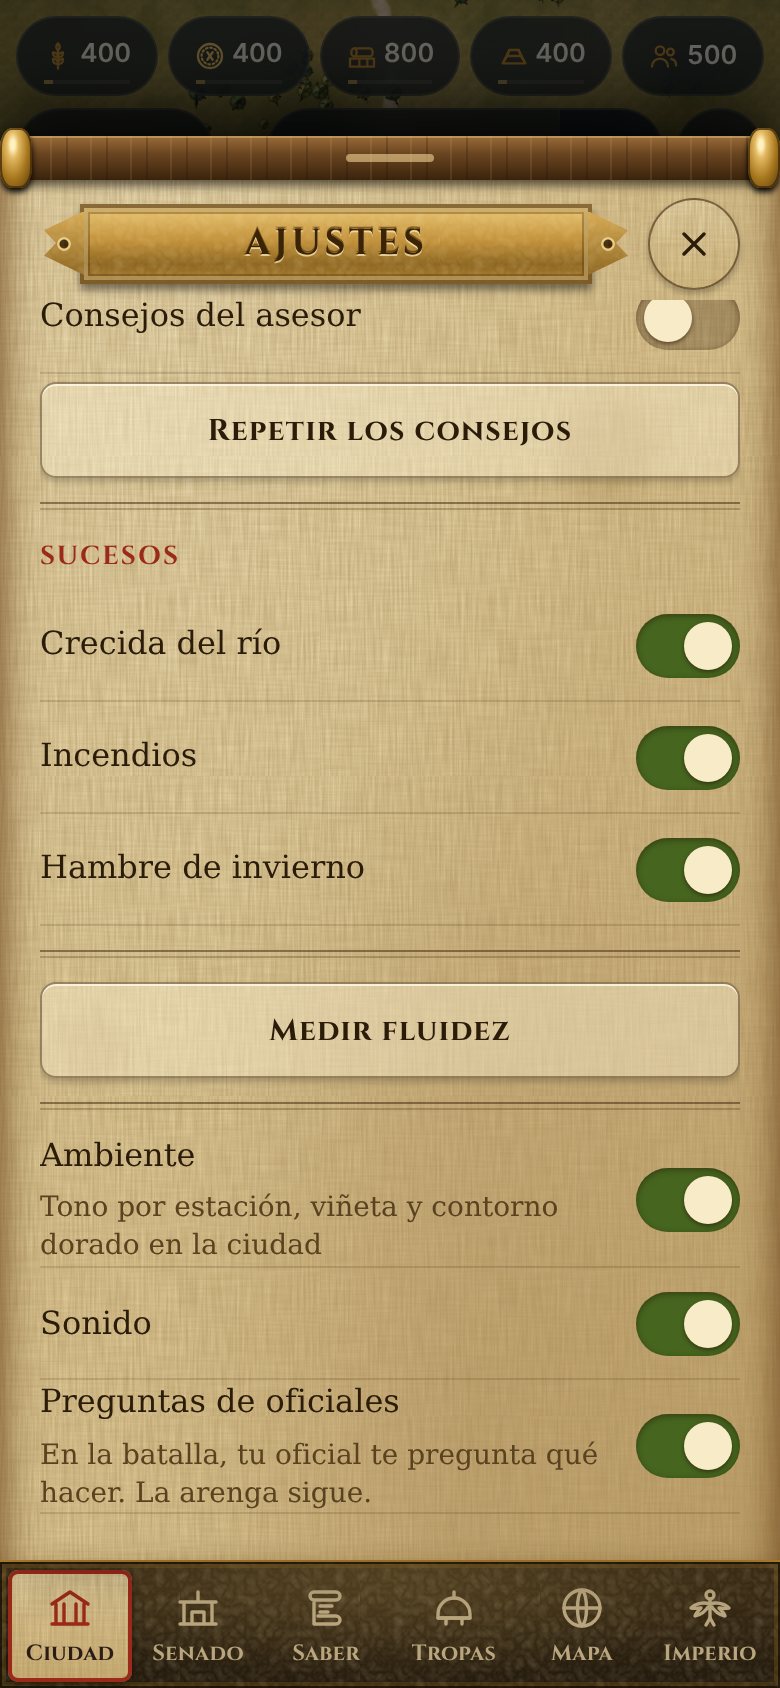 400 400 800 400 500
AJUSTES
Consejos del asesor
REPETIR LOS CONSEJOS
SUCESOS
Crecida del río
Incendios
Hambre de invierno
MEDIR FLUIDEZ
Ambiente
Tono por estación, viñeta y contorno
dorado en la ciudad
Sonido
Preguntas de oficiales
En la batalla, tu oficial te pregunta qué
hacer. La arenga sigue.
CIUDAD SENADO SABER TROPAS MAPA IMPERIO